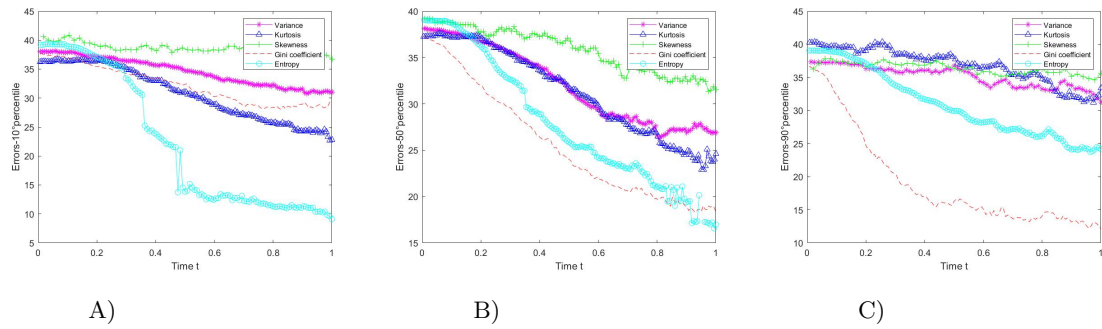 45
40
35
30
25
20
15
10
5
0
0.2
0.4
0.6
0.8
1
Time t
Errors-10°percentile
Variance
Kurtosis
Skewness
Gini coefficient
Entropy
A)
40
35
30
25
20
15
0
0.2
0.4
0.6
0.8
1
Time t
Errors-50°percentile
Variance
Kurtosis
Skewness
Gini coefficient
Entropy
B)
45
40
35
30
25
20
15
10
0
0.2
0.4
0.6
0.8
1
Time t
Errors-90°percentile
Variance
Kurtosis
Skewness
Gini coefficient
Entropy
C)